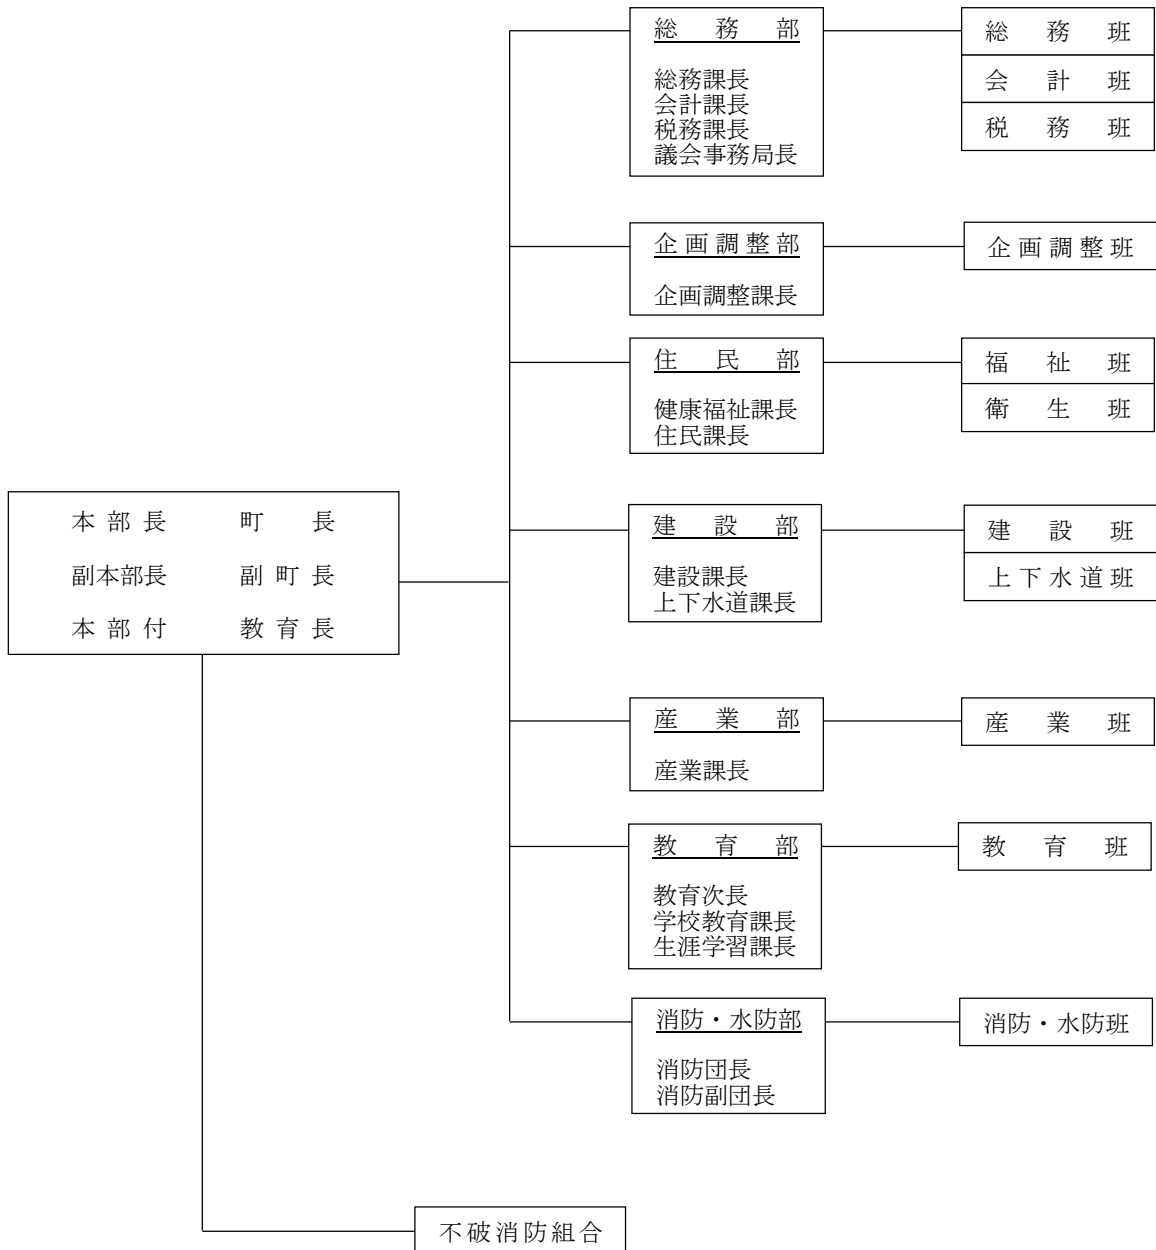 総務部
総務課長
会計課長
税務課長
議会事務局長
総務班
会計班
税務班
企画調整部
企画調整課長
企画調整班
住民部
健康福祉課長
住民課長
福祉班
衛生班
本部長 町長
副本部長 副町長
本部付 教育長
建設部
建設課長
上下水道課長
建設班
上下水道班
産業部
産業課長
産業班
教育部
教育次長
学校教育課長
生涯学習課長
教育班
消防・水防部
消防団長
消防副団長
消防・水防班
不破消防組合